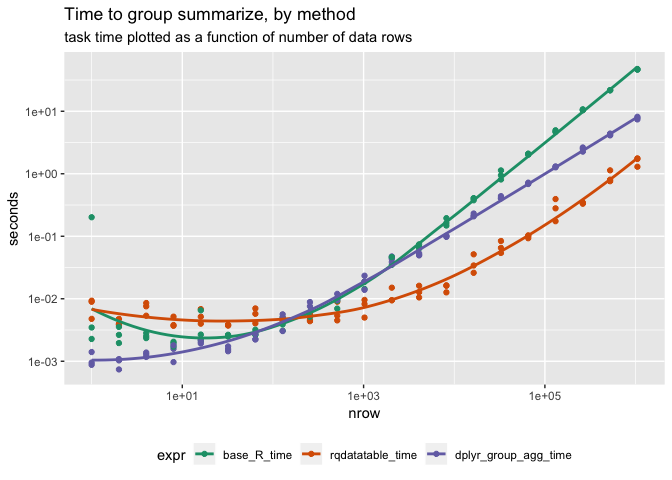 Time to group summarize, by method
task time plotted as a function of number of data rows
seconds
1e+01
1e+00
1e-01
1e-02
1e-03
1e+01 1e+03 1e+05
nrow
expr base_R_time rqdatatable_time dplyr_group_agg_time